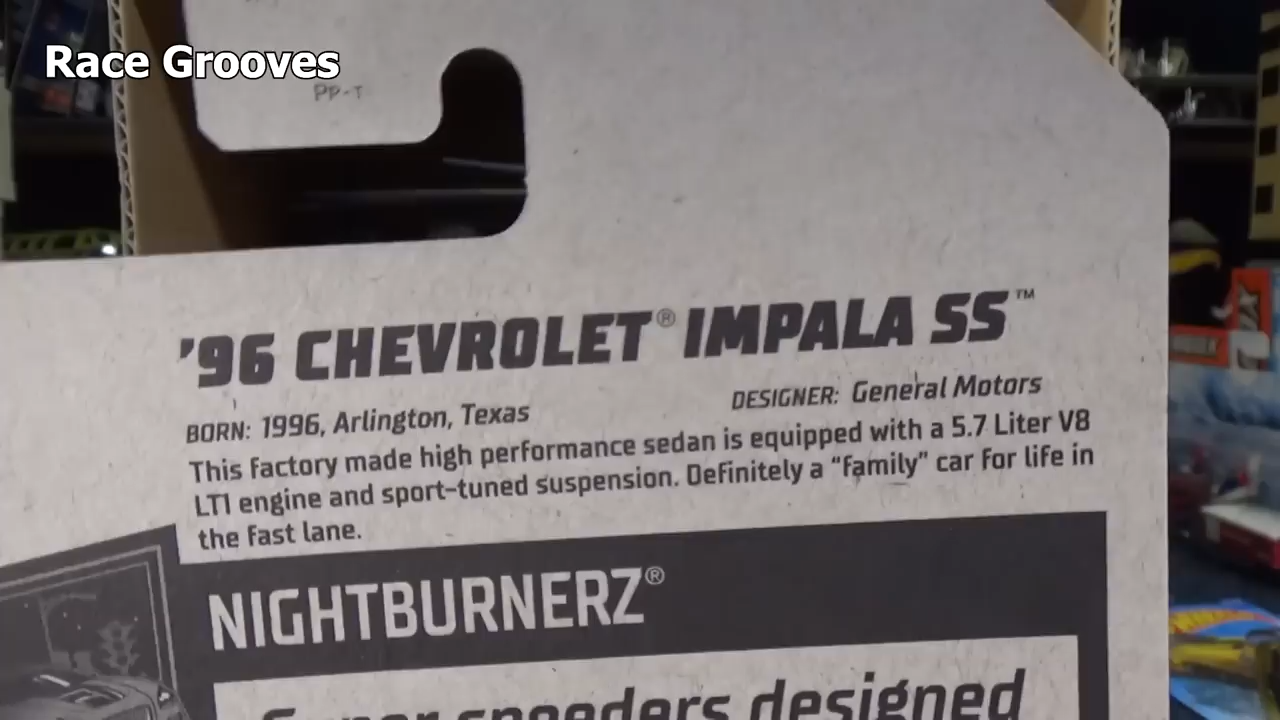 Race Grooves
PP-T
'96 CHEVROLET® IMPALA SS™
BORN: 1996, Arlington, Texas
DESIGNER: General Motors
This factory made high performance sedan is equipped with a 5.7 Liter V8
LT1 engine and sport-tuned suspension. Definitely a “family” car for life in
the fast lane.
NIGHTBURNERZ®
Super speeders designed